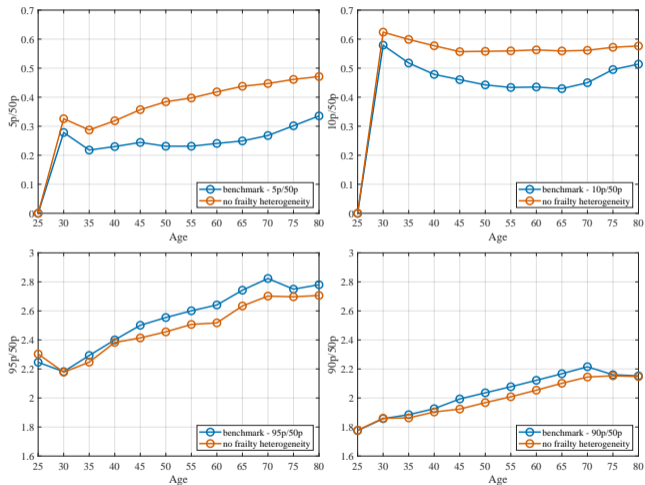 0.7
0.6
0.5
0.4
0.3
0.2
0.1
0
5p/50p
25 30 35 40 45 50 55 60 65 70 75 80
Age
benchmark - 5p/50p
no frailty heterogeneity
0.7
0.6
0.5
0.4
0.3
0.2
0.1
0
10p/50p
25 30 35 40 45 50 55 60 65 70 75 80
Age
benchmark - 10p/50p
no frailty heterogeneity
3
2.8
2.6
2.4
2.2
2
1.8
1.6
95p/50p
25 30 35 40 45 50 55 60 65 70 75 80
Age
benchmark - 95p/50p
no frailty heterogeneity
3
2.8
2.6
2.4
2.2
2
1.8
1.6
90p/50p
25 30 35 40 45 50 55 60 65 70 75 80
Age
benchmark - 90p/50p
no frailty heterogeneity